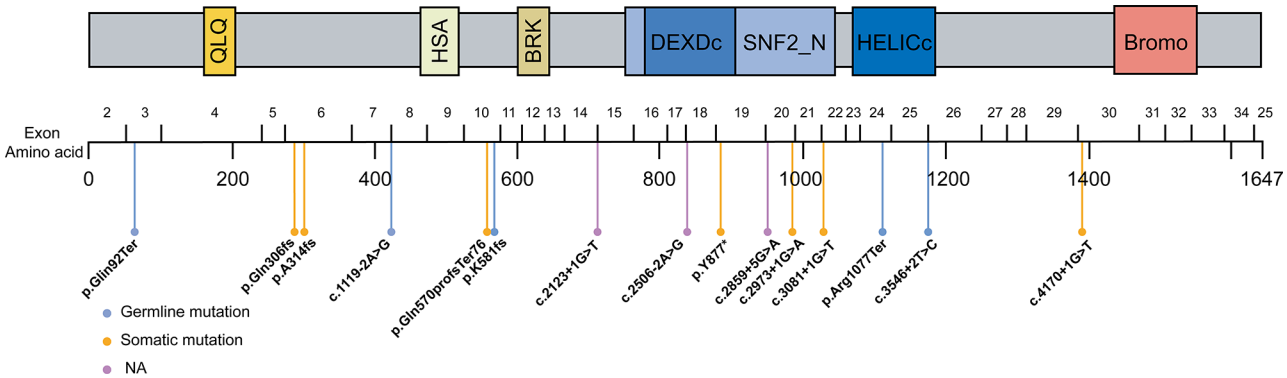 QLQ HSA BRK DEXDc SNF2_N HELICc Bromo
Exon 2 3 4 5 6 7 8 9 10 11 12 13 14 15 16 17 18 19 20 21 22 23 24 25 26 27 28 29 30 31 32 33 34 25
Amino acid
0 200 400 600 800 1000 1200 1400 1647
p.Glin92Ter
p.Gln306fs
p.A314fs
c.1119-2A>G
p.Gln570profsTer76
p.K581fs
c.2123+1G>T
c.2506-2A>G
p.Y877*
c.2859+5G>A
c.2973+1G>A
c.3081+1G>T
p.Arg1077Ter
c.3546+2T>C
c.4170+1G>T
Germline mutation
Somatic mutation
NA